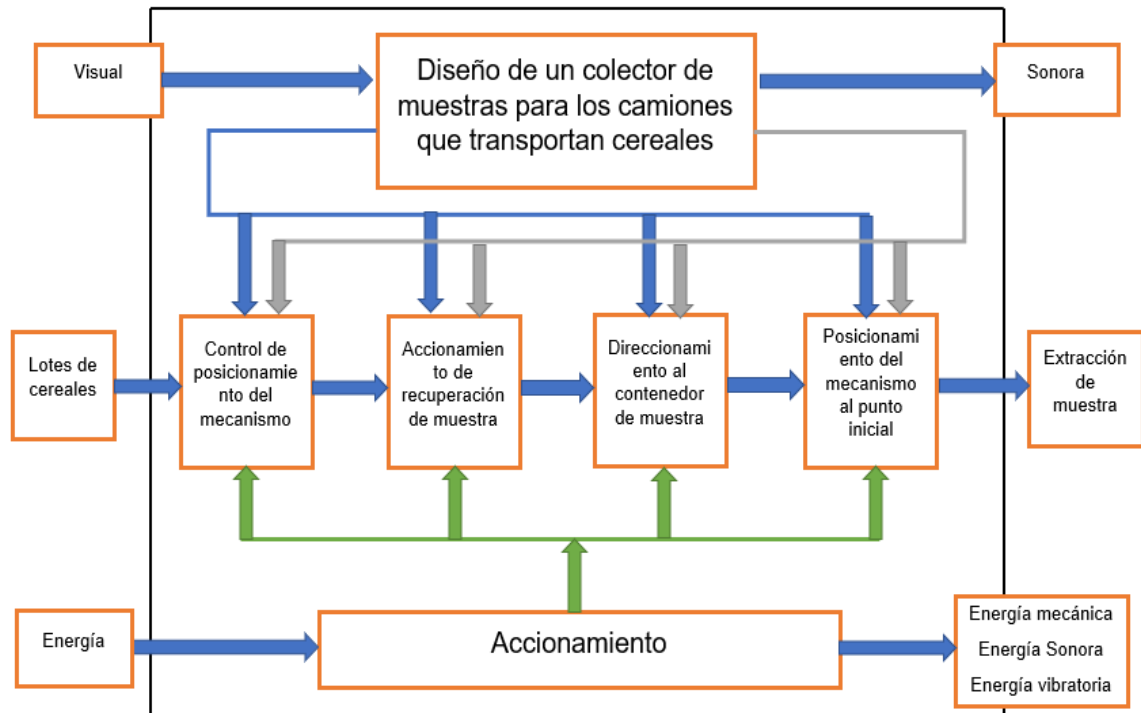 Visual
Diseño de un colector de
muestras para los camiones
que transportan cereales
Sonora
Lotes de
cereales
Control de
posicionamie
nto del
mecanismo
Accionamien
to de
recuperación
de muestra
Direccionami
ento al
contenedor
de muestra
Posicionam
iento del
mecanismo
al punto
inicial
Extracción
de
muestra
Energía
Accionamiento
Energía mecánica
Energía Sonora
Energía vibratoria